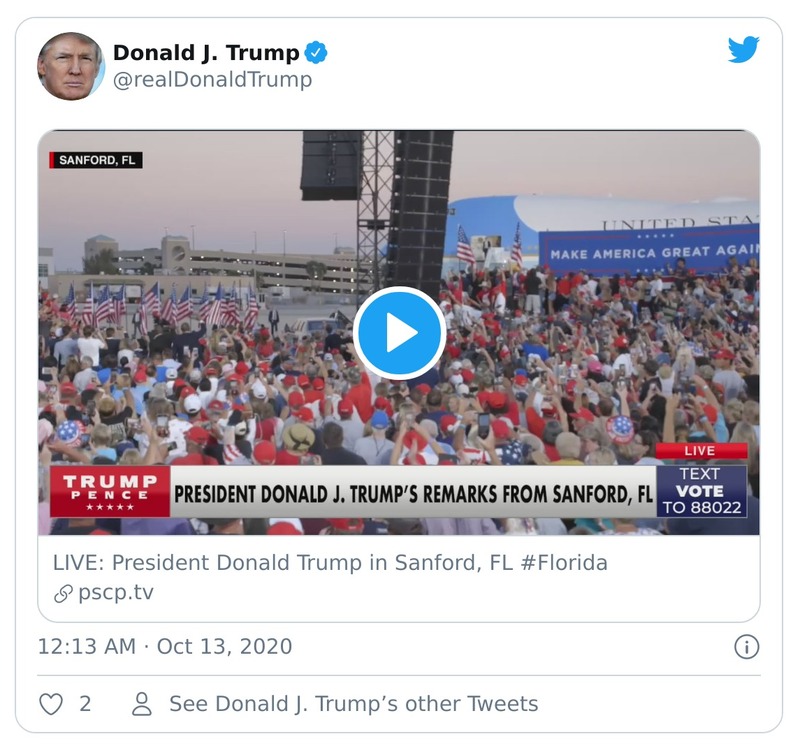 Donald J. Trump
@realDonaldTrump
SANFORD, FL
UNITED STA
MAKE AMERICA GREAT AGAI
LIVE
TRUMP
PENCE
PRESIDENT DONALD J. TRUMP'S REMARKS FROM SANFORD, FL
TEXT
VOTE
TO 88022
LIVE: President Donald Trump in Sanford, FL #Florida
pscp.tv
12:13 AM · Oct 13, 2020
2
See Donald J. Trump’s other Tweets